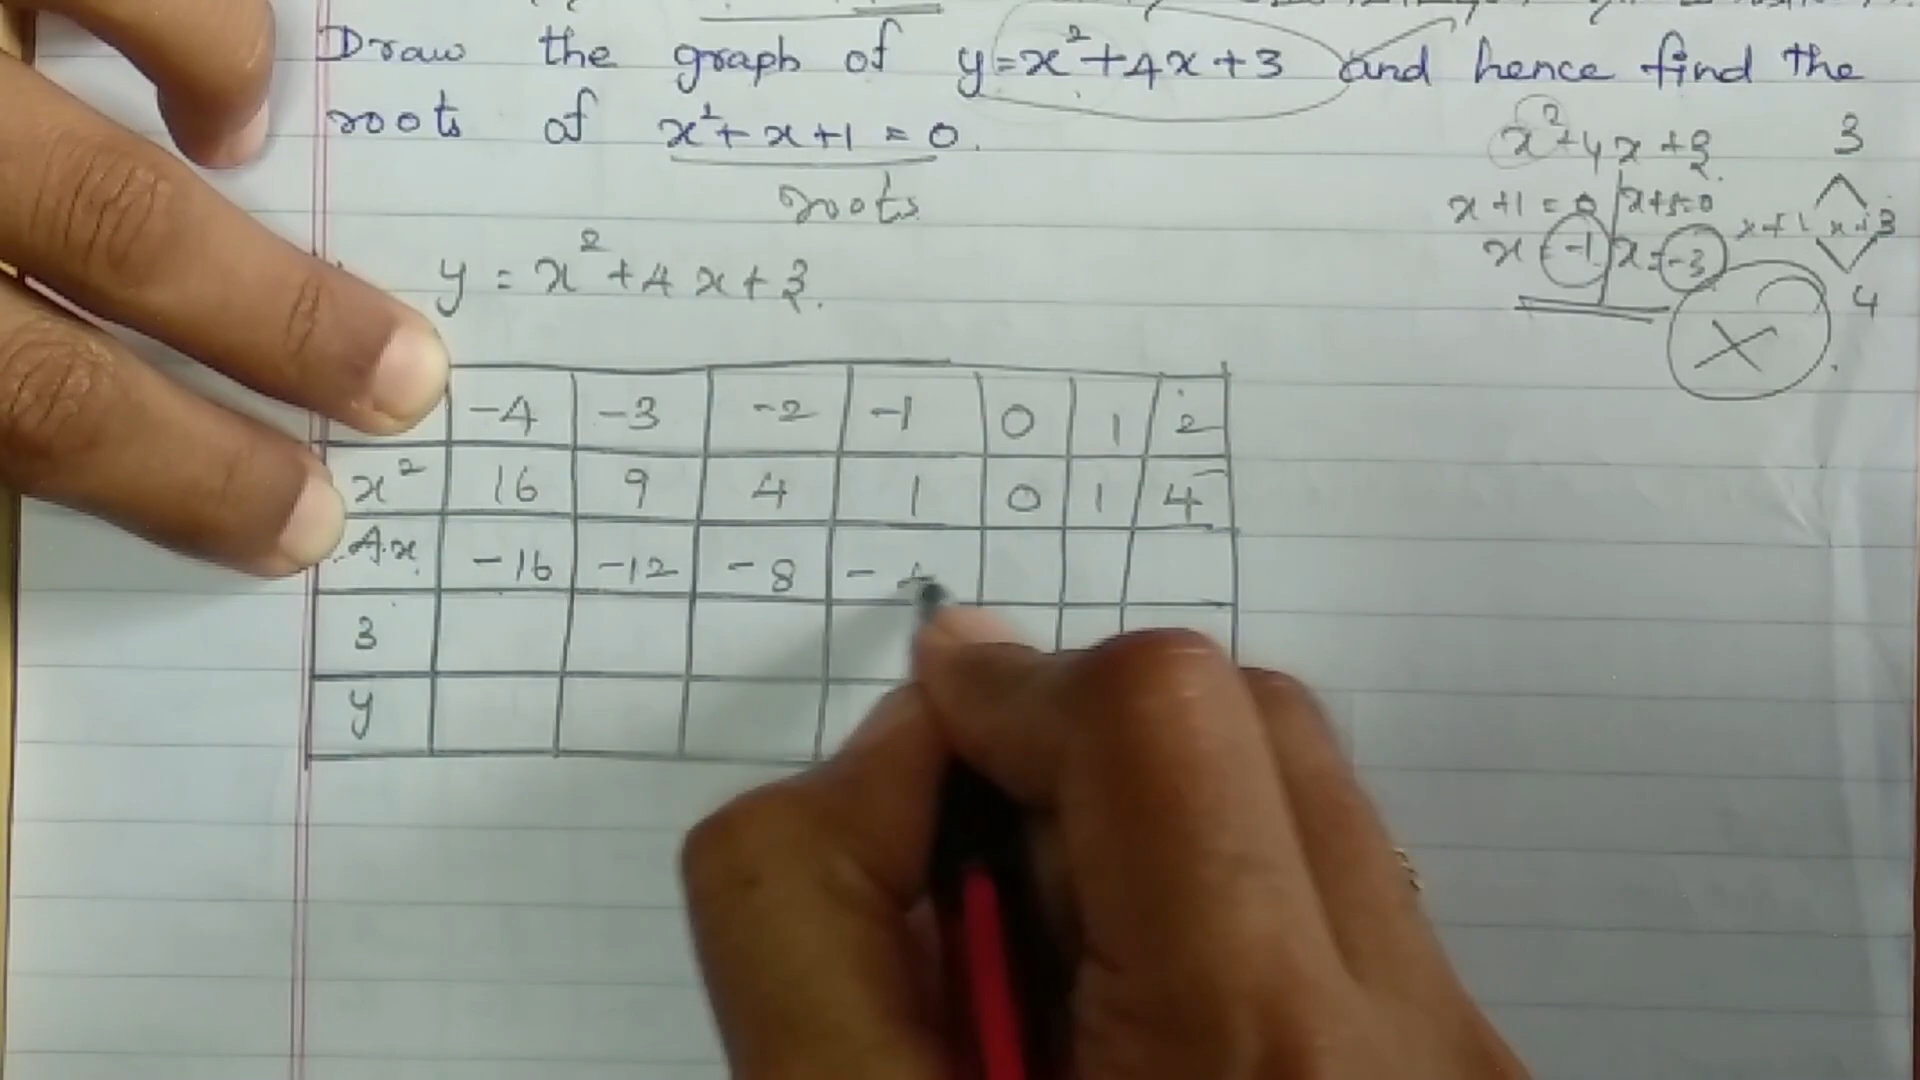 Draw the graph of y=x²+4x+3 and hence find the
roots of x²+x+1=0.
roots
x²+4x+3
3
x+1=0
x=-1
x=-3
x+1 x+3
4
X
y=x²+4x+3.
-4 -3 -2 -1 0 1 2
x² 16 9 4 1 0 1 4
4x -16 -12 -8 -
3
y